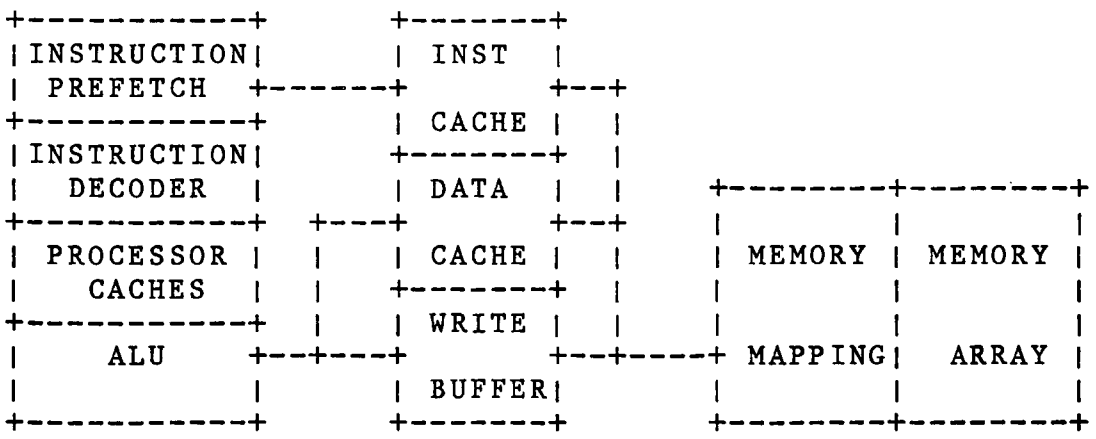 INSTRUCTION
PREFETCH
INSTRUCTION
DECODER
PROCESSOR
CACHES
ALU
INST
CACHE
DATA
CACHE
WRITE
BUFFER
MEMORY
MAPPING
MEMORY
ARRAY